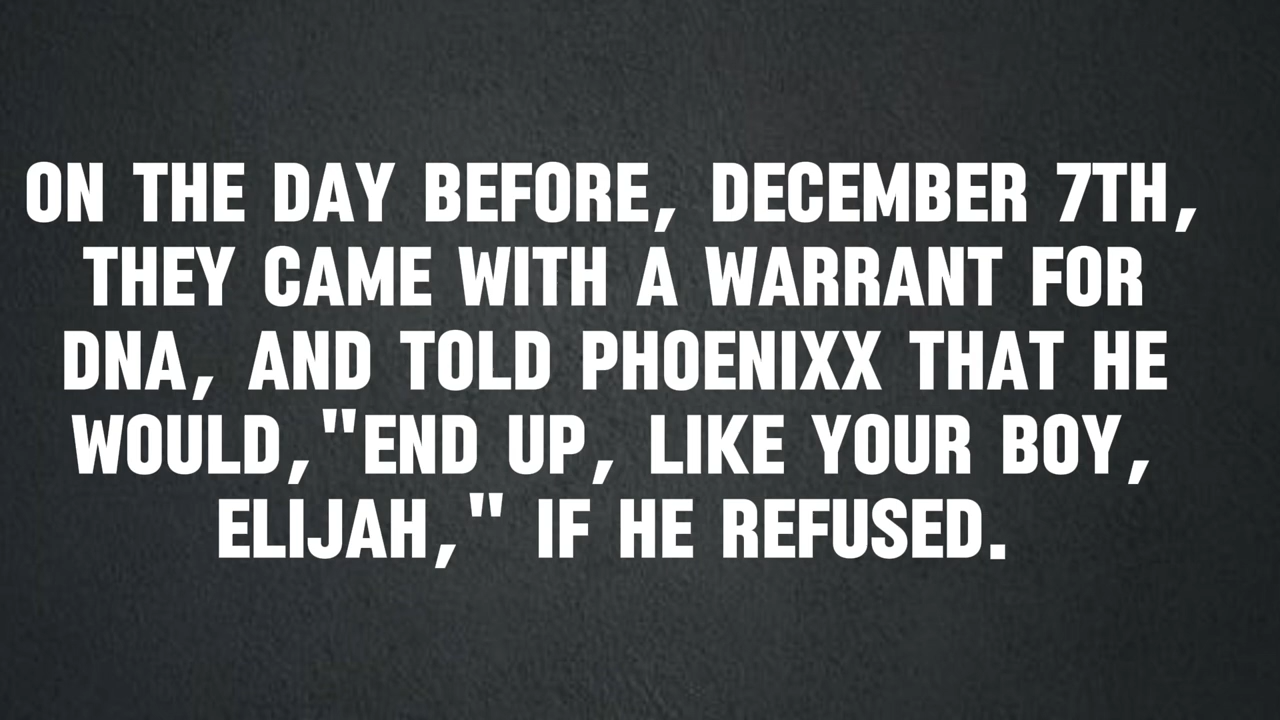 ON THE DAY BEFORE, DECEMBER 7TH,
THEY CAME WITH A WARRANT FOR
DNA, AND TOLD PHOENIXX THAT HE
WOULD,"END UP, LIKE YOUR BOY,
ELIJAH," IF HE REFUSED.